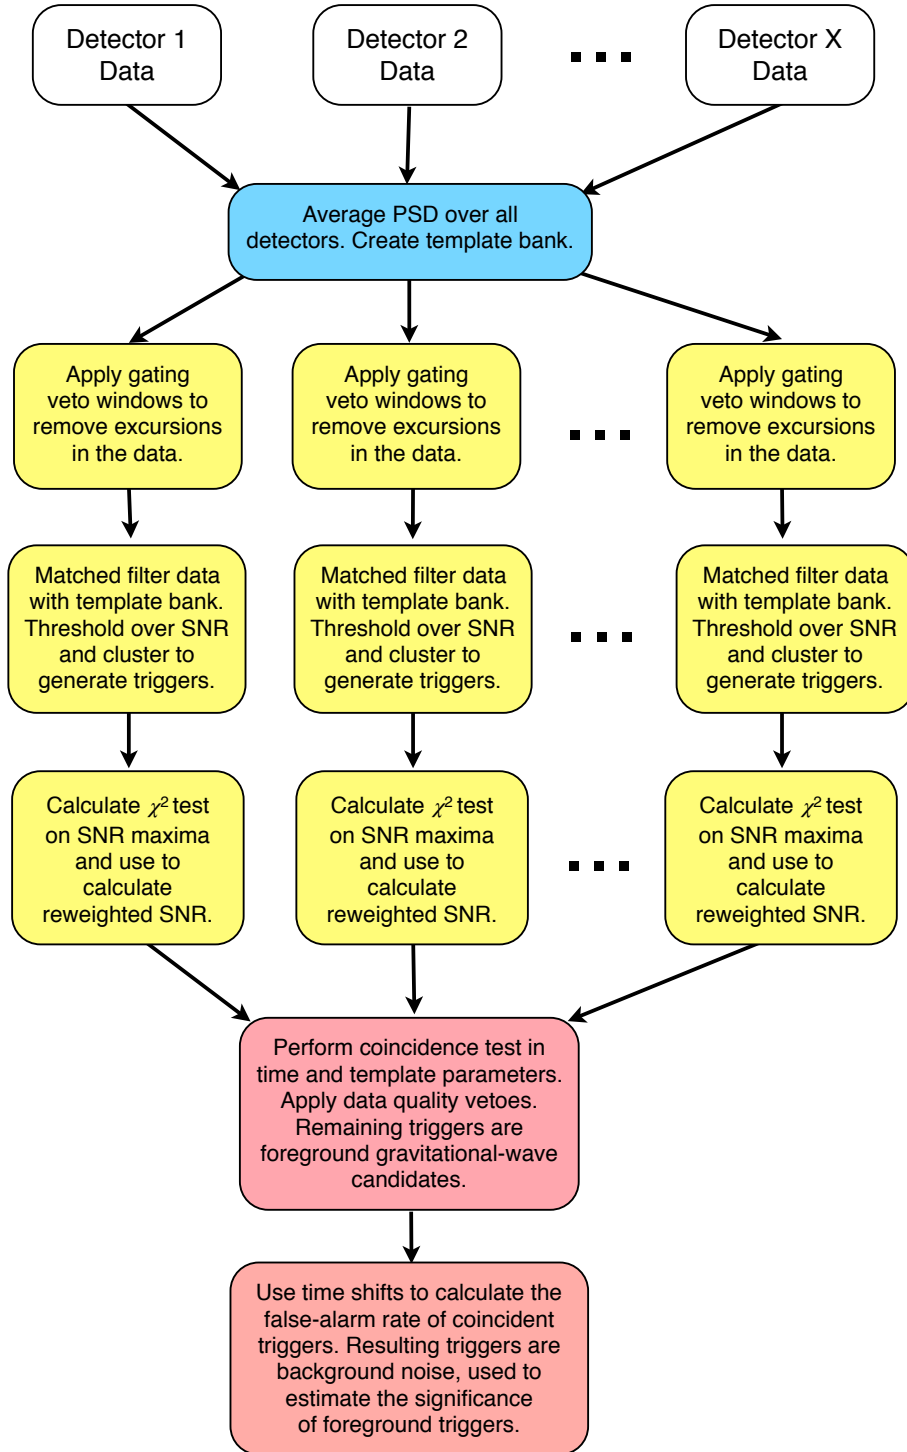 Detector 1
Data
Detector 2
Data
Detector X
Data
Average PSD over all
detectors. Create template bank.
Apply gating
veto windows to
remove excursions
in the data.
Apply gating
veto windows to
remove excursions
in the data.
Apply gating
veto windows to
remove excursions
in the data.
Matched filter data
with template bank.
Threshold over SNR
and cluster to
generate triggers.
Matched filter data
with template bank.
Threshold over SNR
and cluster to
generate triggers.
Matched filter data
with template bank.
Threshold over SNR
and cluster to
generate triggers.
Calculate χ² test
on SNR maxima
and use to
calculate
reweighted SNR.
Calculate χ² test
on SNR maxima
and use to
calculate
reweighted SNR.
Calculate χ² test
on SNR maxima
and use to
calculate
reweighted SNR.
Perform coincidence test in
time and template parameters.
Apply data quality vetoes.
Remaining triggers are
foreground gravitational-wave
candidates.
Use time shifts to calculate the
false-alarm rate of coincident
triggers. Resulting triggers are
background noise, used to
estimate the significance
of foreground triggers.